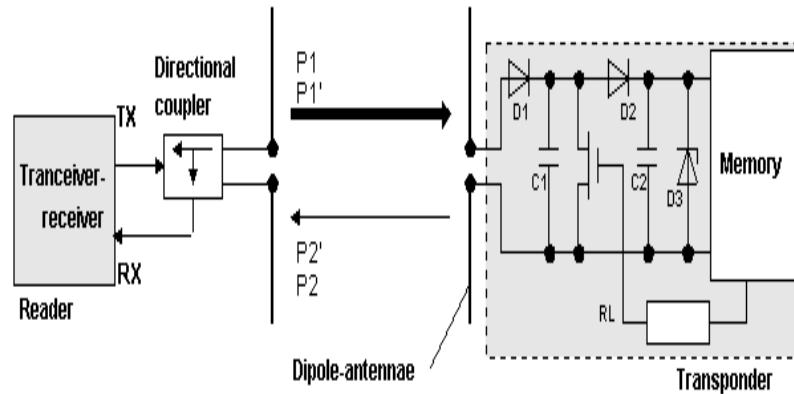 Directional
coupler
TX
Tranceiver-
receiver
RX
Reader
P1
P1'
P2'
P2
Dipole-antennae
D1
D2
C1
C2
D3
Memory
RL
Transponder